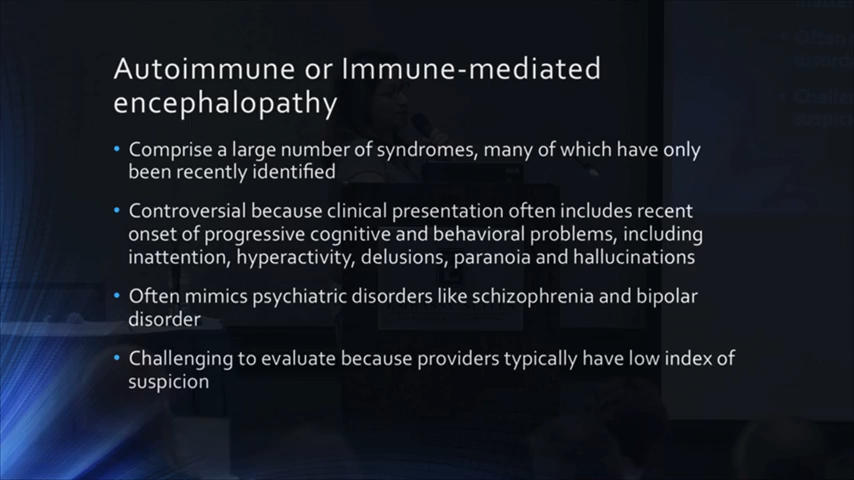 Autoimmune or Immune-mediated
encephalopathy
• Comprise a large number of syndromes, many of which have only
been recently identified
• Controversial because clinical presentation often includes recent
onset of progressive cognitive and behavioral problems, including
inattention, hyperactivity, delusions, paranoia and hallucinations
• Often mimics psychiatric disorders like schizophrenia and bipolar
disorder
• Challenging to evaluate because providers typically have low index of
suspicion